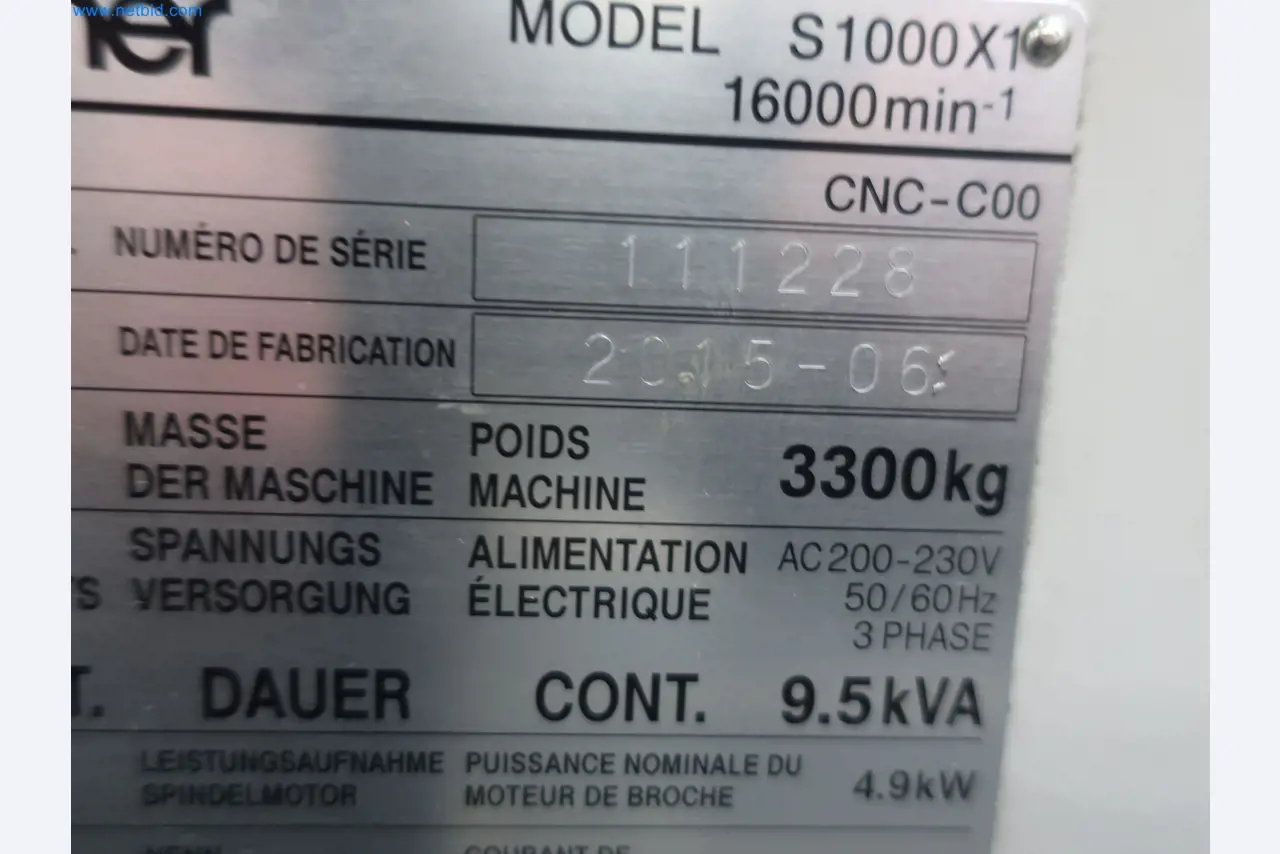 www.netbid.com
MODEL S1000X1
16000min-1
CNC-C00
NUMÉRO DE SÉRIE 111228
DATE DE FABRICATION 2015-06
MASSE POIDS
DER MASCHINE MACHINE 3300kg
SPANNUNGS ALIMENTATION AC200-230V
VERSORGUNG ÉLECTRIQUE 50/60Hz
3 PHASE
DAUER CONT. 9.5kVA
LEISTUNGSAUFNAHME PUISSANCE NOMINALE DU
SPINDELMOTOR MOTEUR DE BROCHE 4.9kW